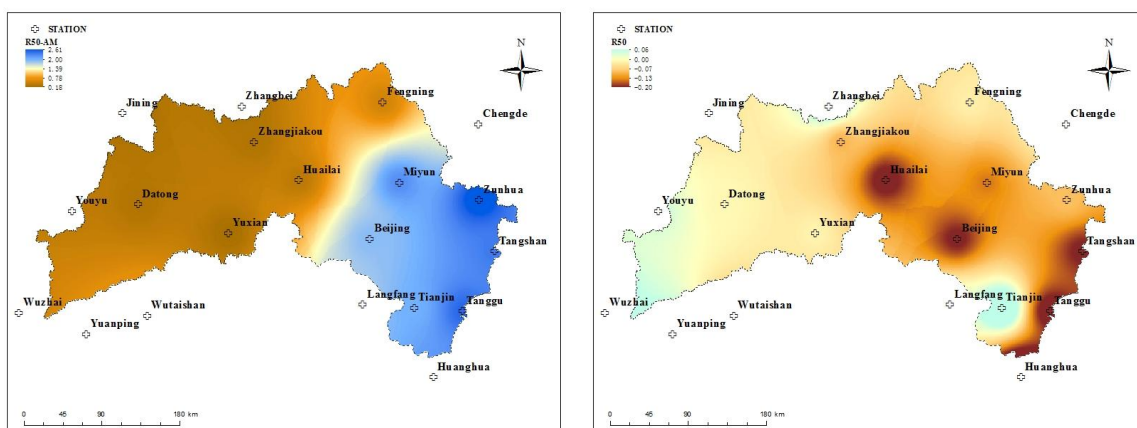 STATION
R50-AM
2.61
2.00
1.39
0.78
0.18
N
Jining
Zhangbei
Fengning
Chengde
Zhangjiakou
Huailai
Miyun
Zunhua
Datong
Youyu
Yuxian
Beijing
Tangshan
Wuzhai
Wutaishan
Langfang
Tianjin
Tanggu
Yuanping
Huanghua
0 45 90 180 km
STATION
R50
0.06
-0.07
-0.13
-0.20
N
Jining
Zhangbei
Fengning
Chengde
Zhangjiakou
Huailai
Miyun
Zunhua
Datong
Youyu
Yuxian
Beijing
Tangshan
Wuzhai
Wutaishan
Langfang
Tianjin
Tanggu
Yuanping
Huanghua
0 45 90 180 km